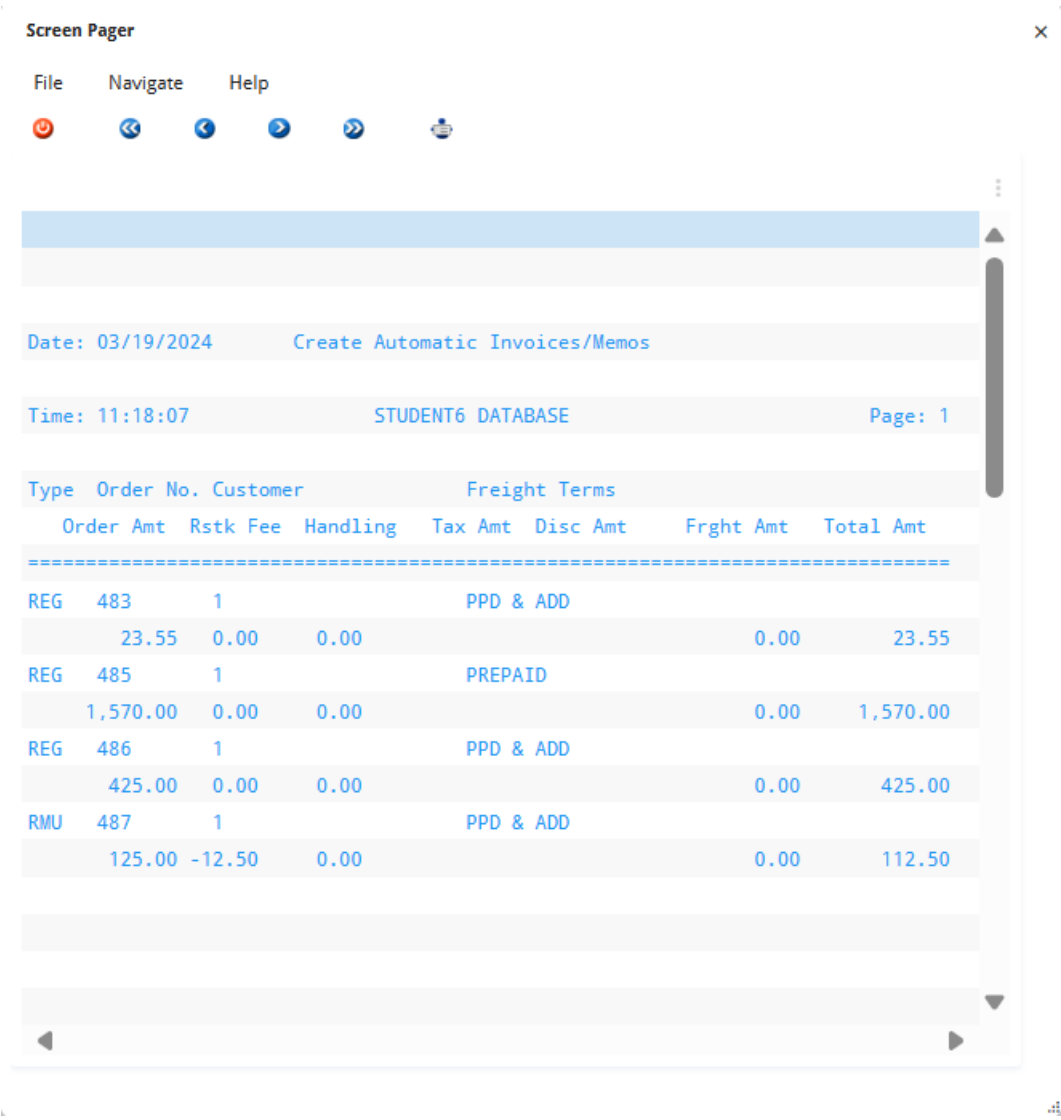 Screen Pager
File Navigate Help
Date: 03/19/2024 Create Automatic Invoices/Memos
Time: 11:18:07 STUDENT6 DATABASE Page: 1
Type Order No. Customer Freight Terms
Order Amt Rstk Fee Handling Tax Amt Disc Amt Frght Amt Total Amt
================================================================================
REG 483 1 PPD & ADD
23.55 0.00 0.00 0.00 23.55
REG 485 1 PREPAID
1,570.00 0.00 0.00 0.00 1,570.00
REG 486 1 PPD & ADD
425.00 0.00 0.00 0.00 425.00
RMU 487 1 PPD & ADD
125.00 -12.50 0.00 0.00 112.50